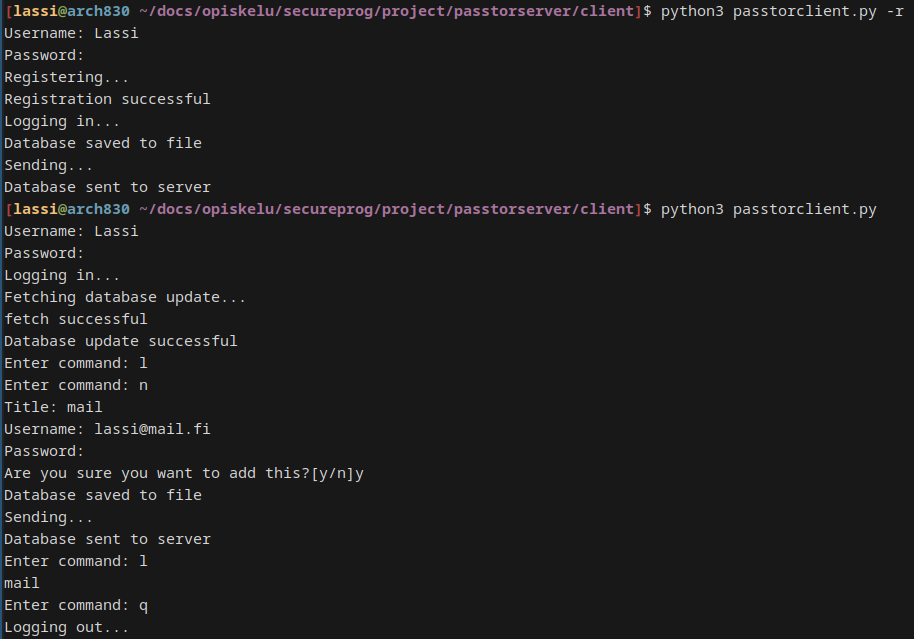 [lassi@arch830 ~/docs/opiskelu/secureprog/project/passtorserver/client]$ python3 passtorclient.py -r
Username: Lassi
Password:
Registering...
Registration successful
Logging in...
Database saved to file
Sending...
Database sent to server
[lassi@arch830 ~/docs/opiskelu/secureprog/project/passtorserver/client]$ python3 passtorclient.py
Username: Lassi
Password:
Logging in...
Fetching database update...
fetch successful
Database update successful
Enter command: l
Enter command: n
Title: mail
Username: lassi@mail.fi
Password:
Are you sure you want to add this?[y/n]y
Database saved to file
Sending...
Database sent to server
Enter command: l
mail
Enter command: q
Logging out...